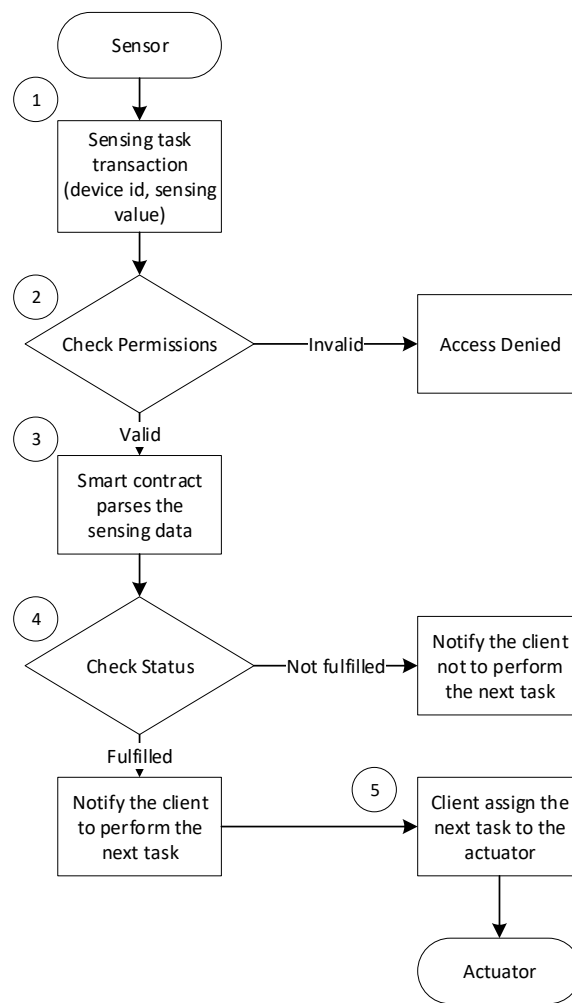 Sensor
1
Sensing task
transaction
(device id, sensing
value)
2
Check Permissions
Invalid
Access Denied
Valid
3
Smart contract
parses the
sensing data
4
Check Status
Not fulfilled
Notify the client
not to perform
the next task
Fulfilled
Notify the client
to perform the
next task
5
Client assign the
next task to the
actuator
Actuator